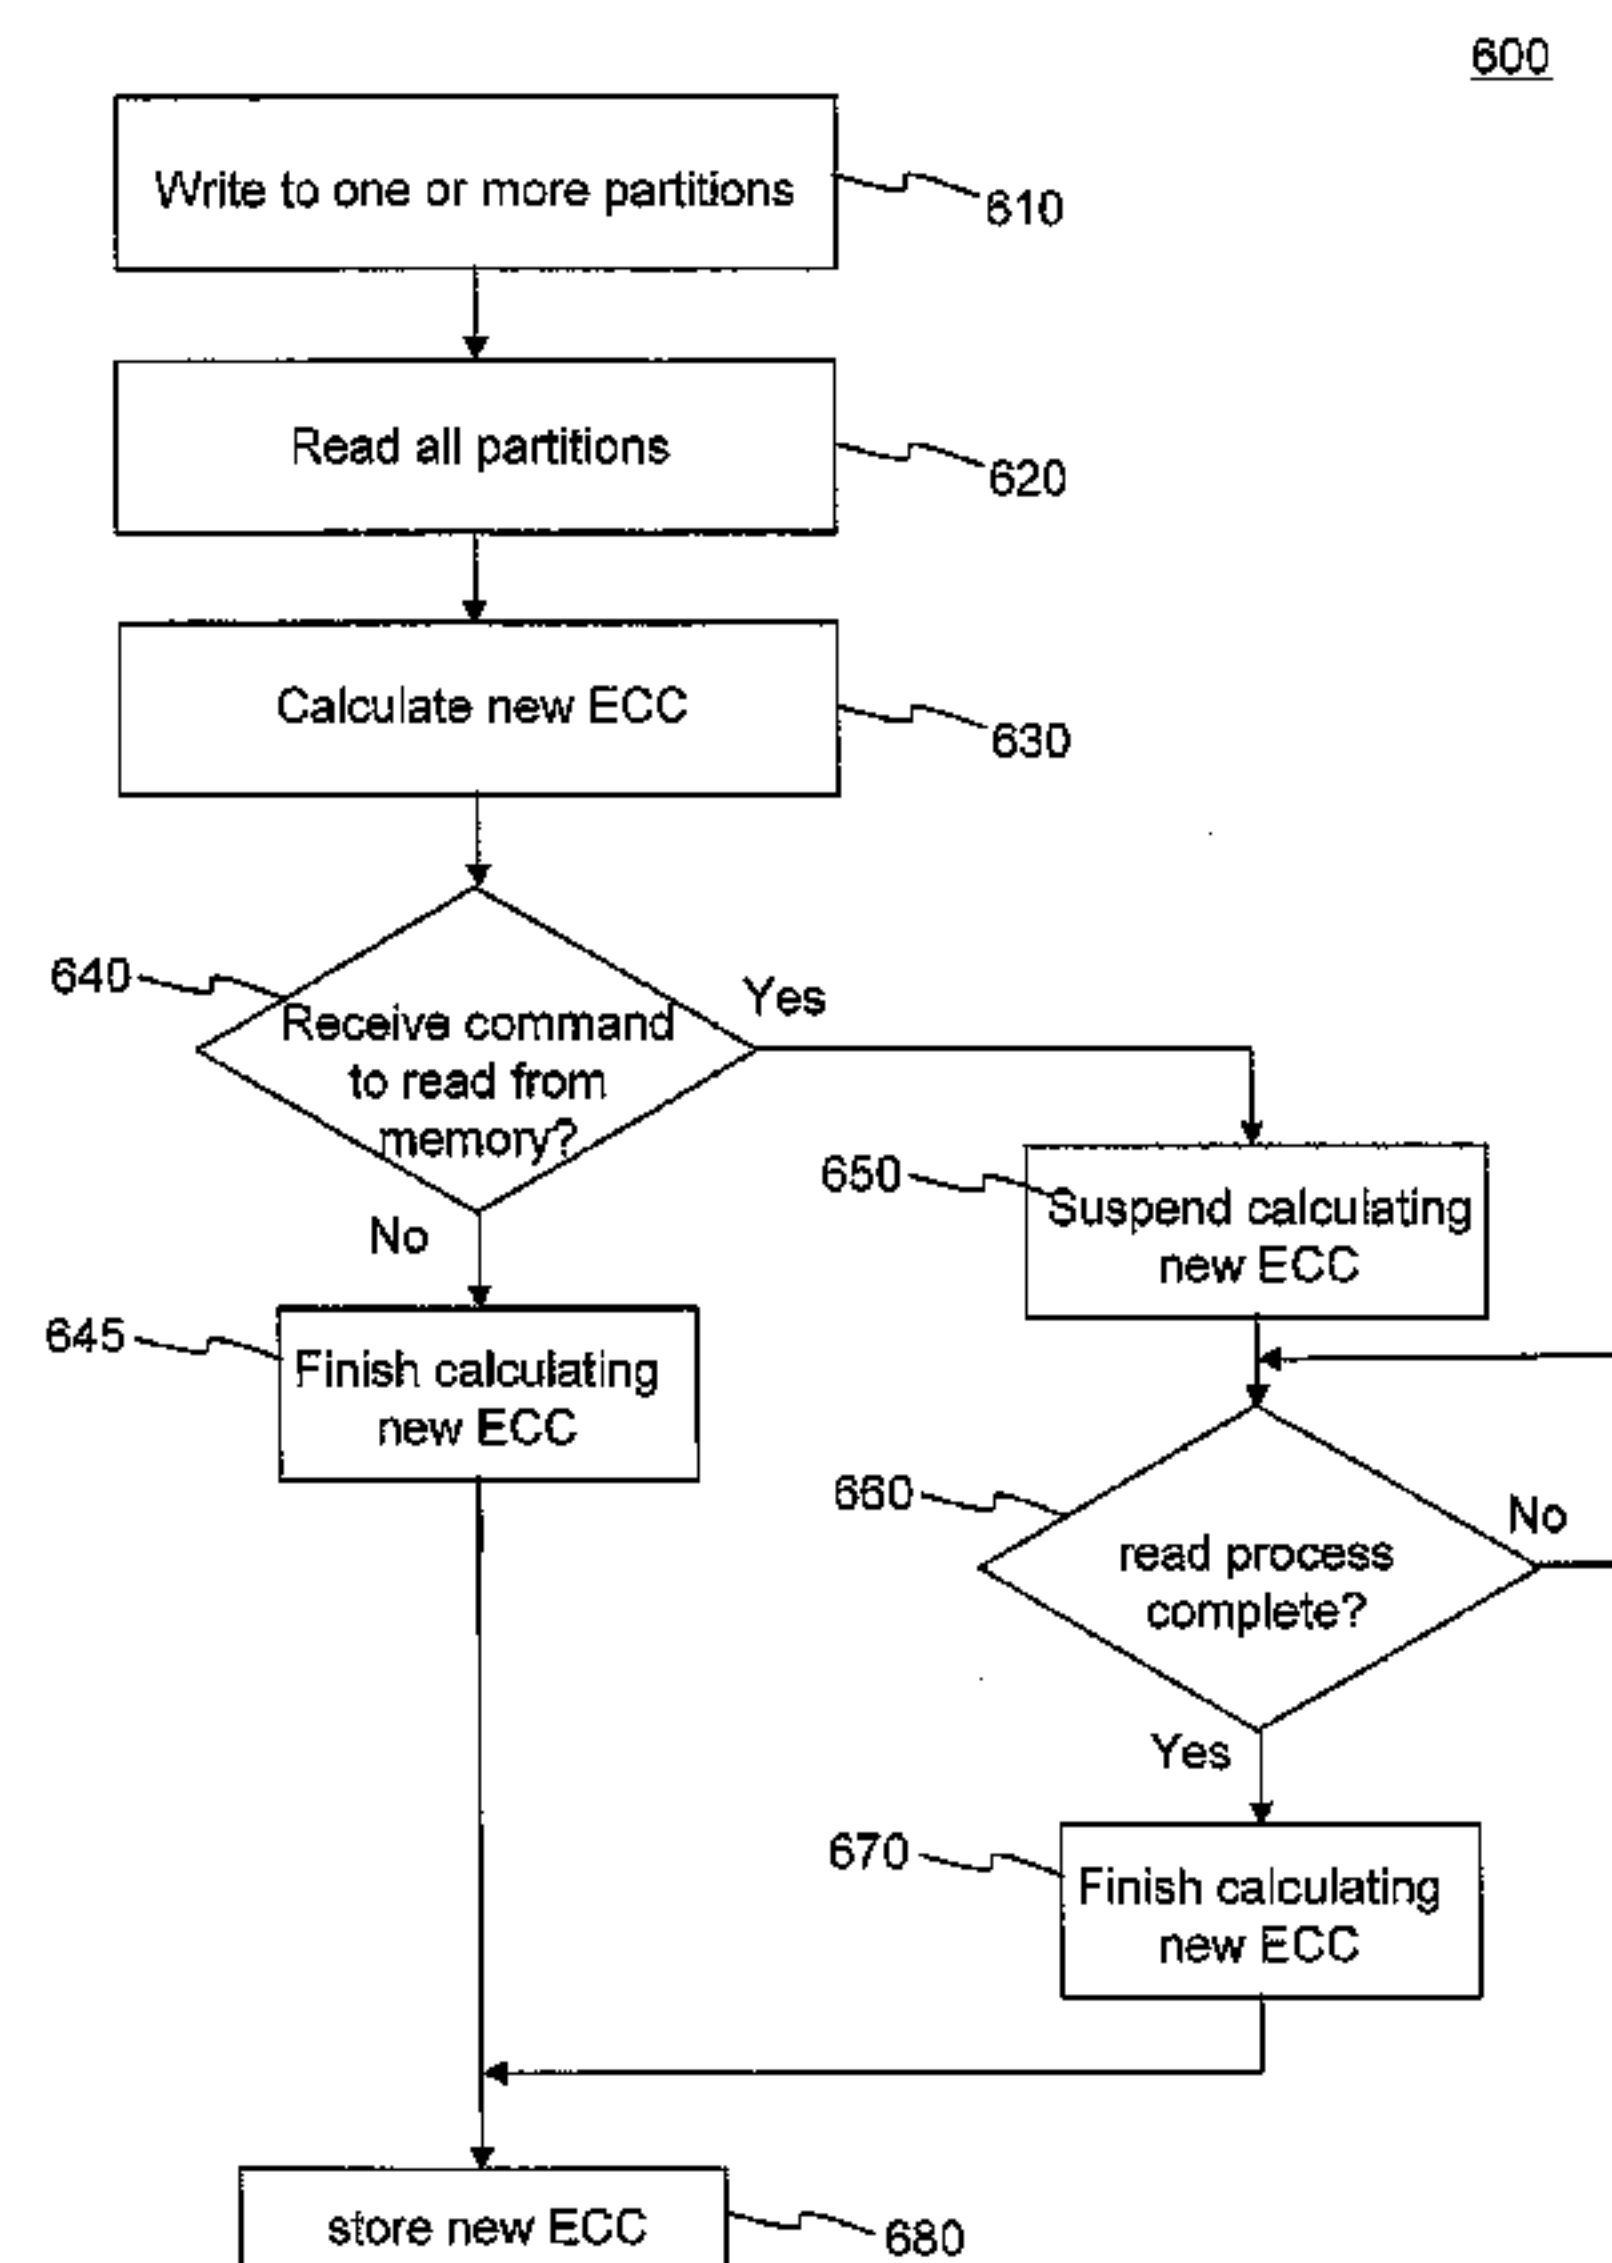 600
Write to one or more partitions
610
Read all partitions
620
Calculate new ECC
630
640
Receive command
to read from
memory?
Yes
No
650
Suspend calculating
new ECC
645
Finish calculating
new ECC
660
read process
complete?
No
Yes
670
Finish calculating
new ECC
store new ECC
680